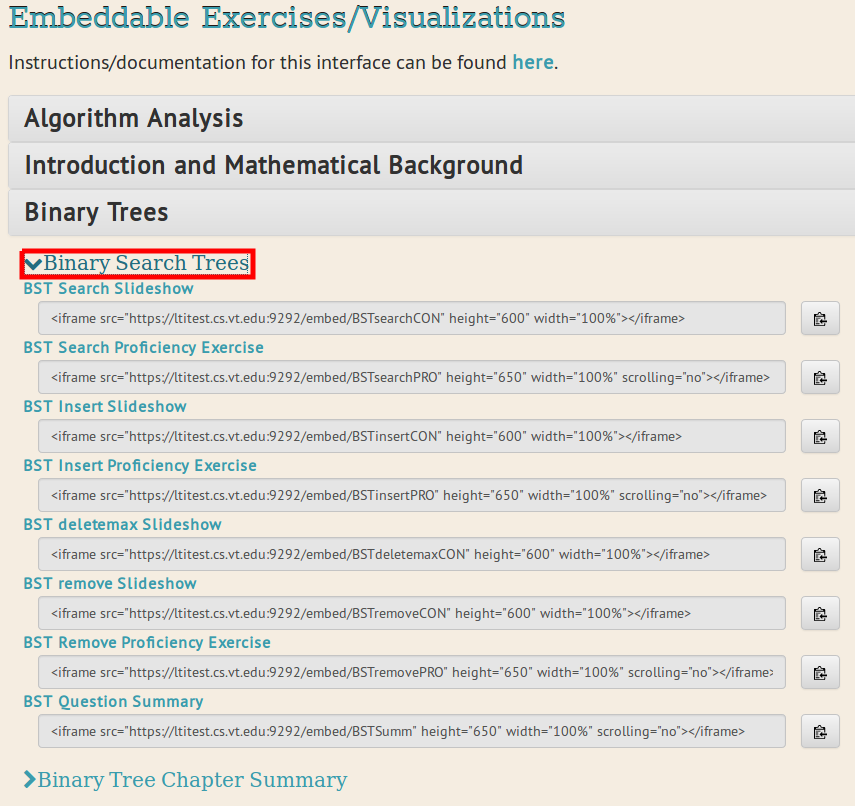 Embeddable Exercises/Visualizations
Instructions/documentation for this interface can be found here.
Algorithm Analysis
Introduction and Mathematical Background
Binary Trees
Binary Search Trees
BST Search Slideshow
<iframe src="https://ltitest.cs.vt.edu:9292/embed/BSTsearchCON" height="600" width="100%"></iframe>
BST Search Proficiency Exercise
<iframe src="https://ltitest.cs.vt.edu:9292/embed/BSTsearchPRO" height="650" width="100%" scrolling="no"></iframe>
BST Insert Slideshow
<iframe src="https://ltitest.cs.vt.edu:9292/embed/BSTinsertCON" height="600" width="100%"></iframe>
BST Insert Proficiency Exercise
<iframe src="https://ltitest.cs.vt.edu:9292/embed/BSTinsertPRO" height="650" width="100%" scrolling="no"></iframe>
BST deletemax Slideshow
<iframe src="https://ltitest.cs.vt.edu:9292/embed/BSTdeletemaxCON" height="600" width="100%"></iframe>
BST remove Slideshow
<iframe src="https://ltitest.cs.vt.edu:9292/embed/BSTremoveCON" height="600" width="100%"></iframe>
BST Remove Proficiency Exercise
<iframe src="https://ltitest.cs.vt.edu:9292/embed/BSTremovePRO" height="650" width="100%" scrolling="no"></iframe>
BST Question Summary
<iframe src="https://ltitest.cs.vt.edu:9292/embed/BSTSumm" height="650" width="100%" scrolling="no"></iframe>
Binary Tree Chapter Summary